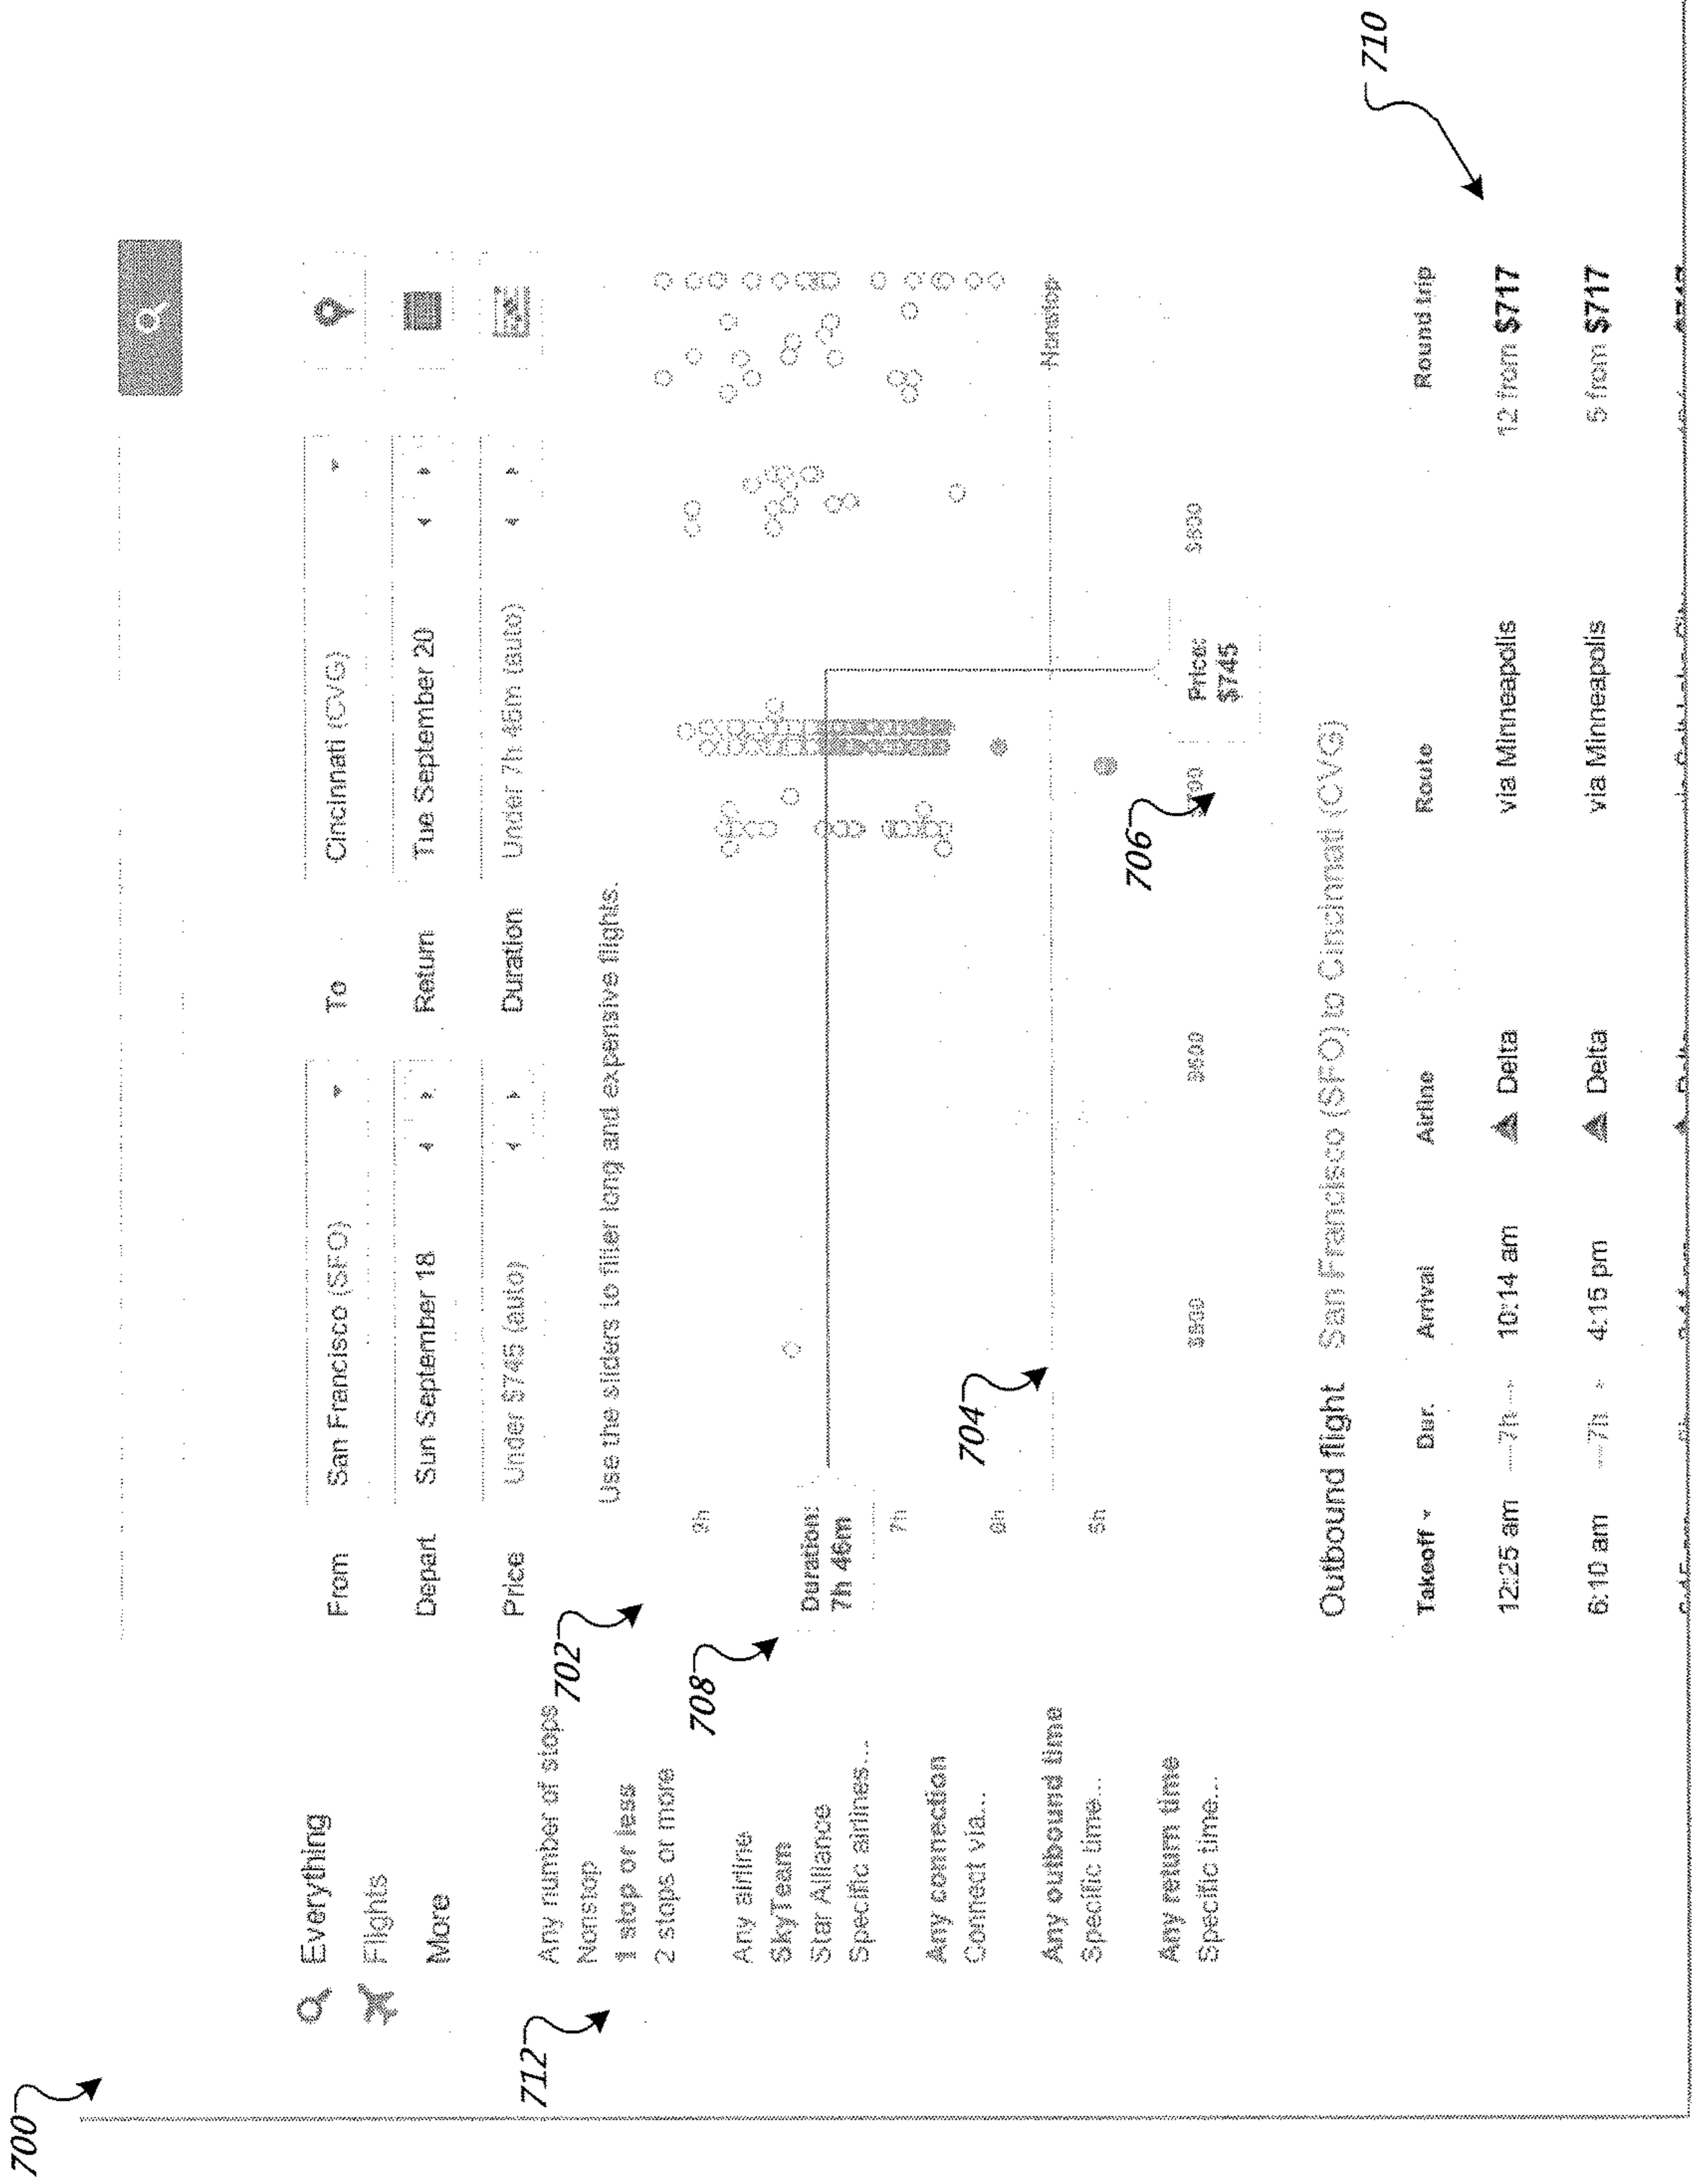 700
Everything
Flights
More
From San Francisco (SFO) To Cincinnati (CVG)
Depart Sun September 18 Return Tue September 20
Price Under $745 (auto) Duration Under 7h 46m (auto)
712
Any number of stops
Nonstop
1 stop or less
2 stops or more
Any airline
SkyTeam
Star Alliance
Specific airlines...
Any connection
Connect via...
Any outbound time
Specific time...
Any return time
Specific time...
702
Use the sliders to filter long and expensive flights.
9h
708
Duration:
7h 46m
7h
6h
5h
704
Nonstop
706
Price:
$745
Outbound flight San Francisco (SFO) to Cincinnati (CVG)
710
Takeoff Dur. Arrival Airline Route Round trip
12:25 am 7h 10:14 am Delta via Minneapolis 12 from $717
6:10 am 7h 4:15 pm Delta via Minneapolis 5 from $717